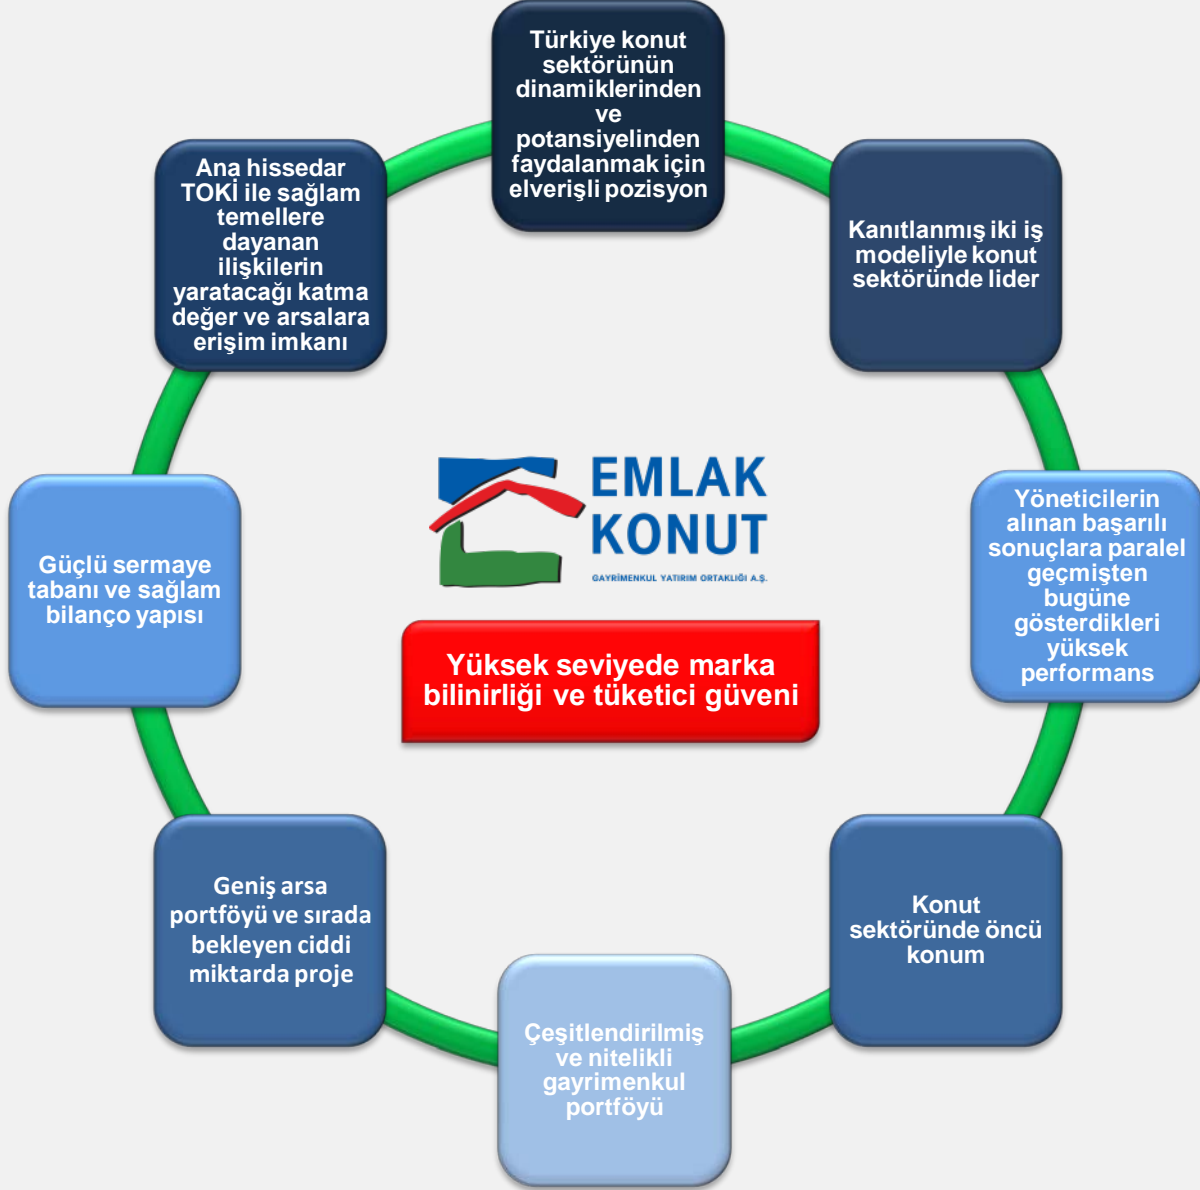 Türkiye konut
sektörünün
dinamiklerinden
ve
potansiyelinden
faydalanmak için
elverişli pozisyon
Kanıtlanmış iki iş
modeliyle konut
sektöründe lider
Yöneticilerin
alınan başarılı
sonuçlara paralel
geçmişten
bugüne
gösterdikleri
yüksek
performans
Konut
sektöründe öncü
konum
Çeşitlendirilmiş
ve nitelikli
gayrimenkul
portföyü
Geniş arsa
portföyü ve sırada
bekleyen ciddi
miktarda proje
Güçlü sermaye
tabanı ve sağlam
bilanço yapısı
Ana hissedar
TOKİ ile sağlam
temellere
dayanan
ilişkilerin
yaratacağı katma
değer ve arsalara
erişim imkanı
EMLAK
KONUT
GAYRİMENKUL YATIRIM ORTAKLIĞI A.Ş.
Yüksek seviyede marka
bilinirliği ve tüketici güveni